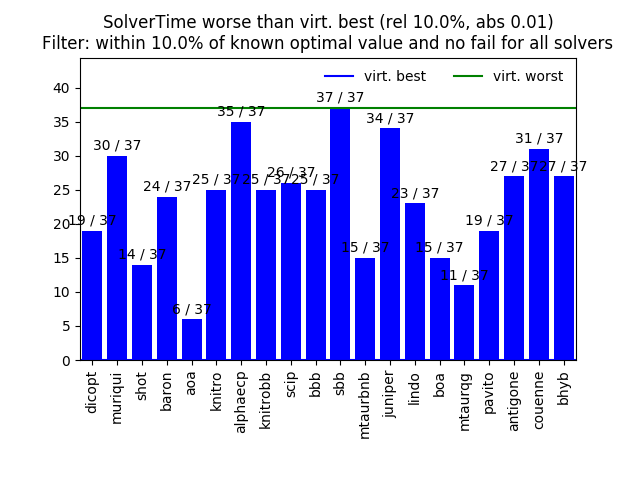 SolverTime worse than virt. best (rel 10.0%, abs 0.01)
Filter: within 10.0% of known optimal value and no fail for all solvers
virt. best
virt. worst
40
35
30
25
20
15
10
5
0
19 / 37
30 / 37
14 / 37
24 / 37
6 / 37
25 / 37
35 / 37
25 / 37
26 / 37
25 / 37
37 / 37
15 / 37
34 / 37
23 / 37
15 / 37
11 / 37
19 / 37
27 / 37
31 / 37
27 / 37
dicopt
muriqui
shot
baron
aoa
knitro
alphaecp
knitrobb
scip
bbb
sbb
mtaurbnb
juniper
lindo
boa
mtaurqg
pavito
antigone
couenne
bhyb